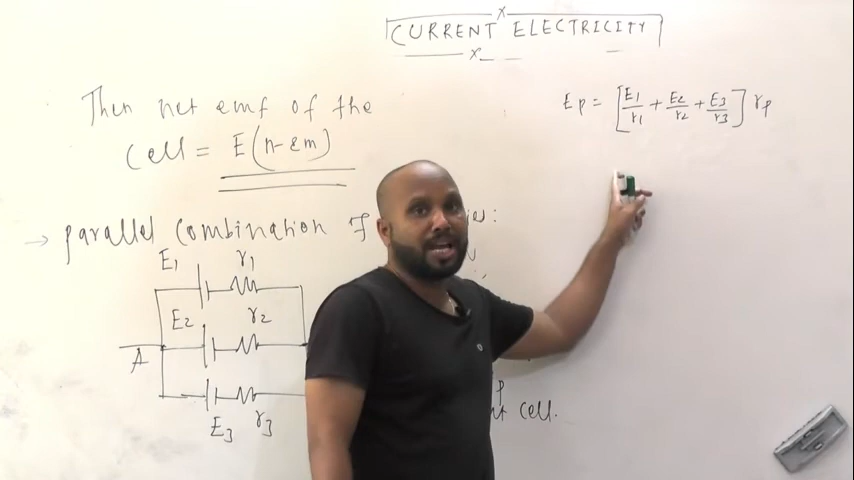 CURRENT ELECTRICITY
Then net emf of the
Cell = E(n-2m)
Ep = [E1/r1 + E2/r2 + E3/r3] rp
→ parallel Combination of
E1 r1
E2 r2
A
E3 r3
cell.